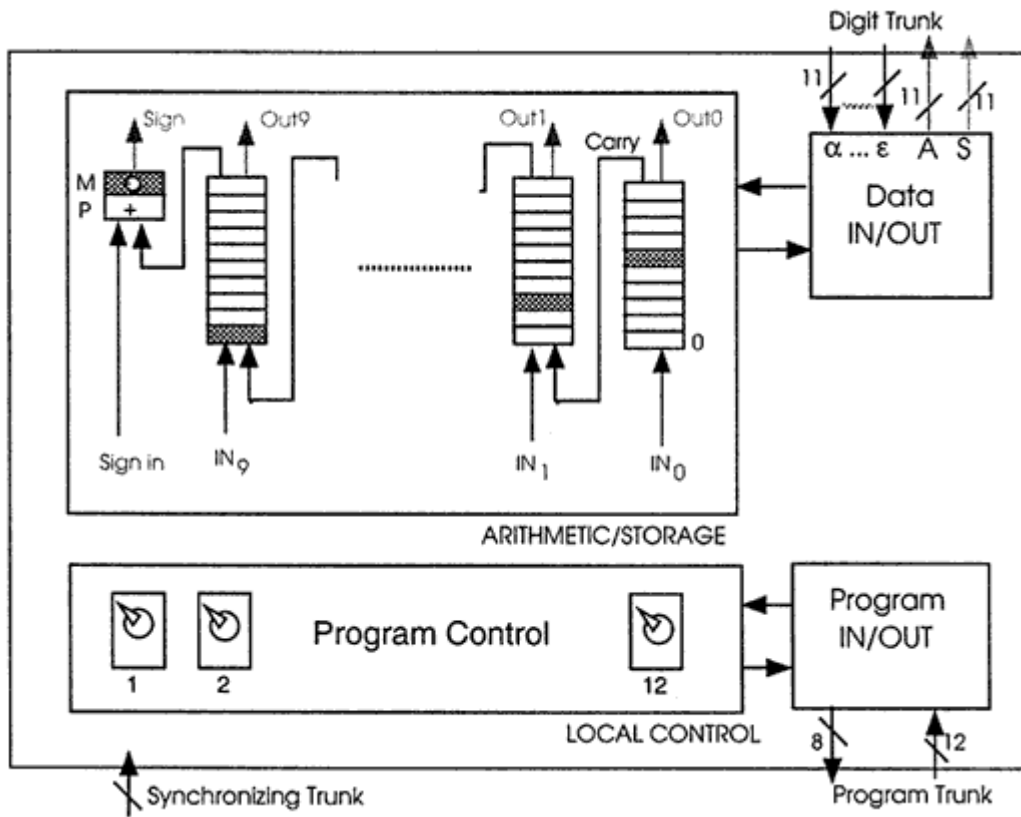 Digit Trunk
11
11
11
Sign
Out9
Out1
Carry
Out0
α ... ε A S
M
P +
Data
IN/OUT
0
Sign in
IN9
IN1
IN0
ARITHMETIC/STORAGE
Program Control
1
2
12
Program
IN/OUT
LOCAL CONTROL
8
12
Synchronizing Trunk
Program Trunk